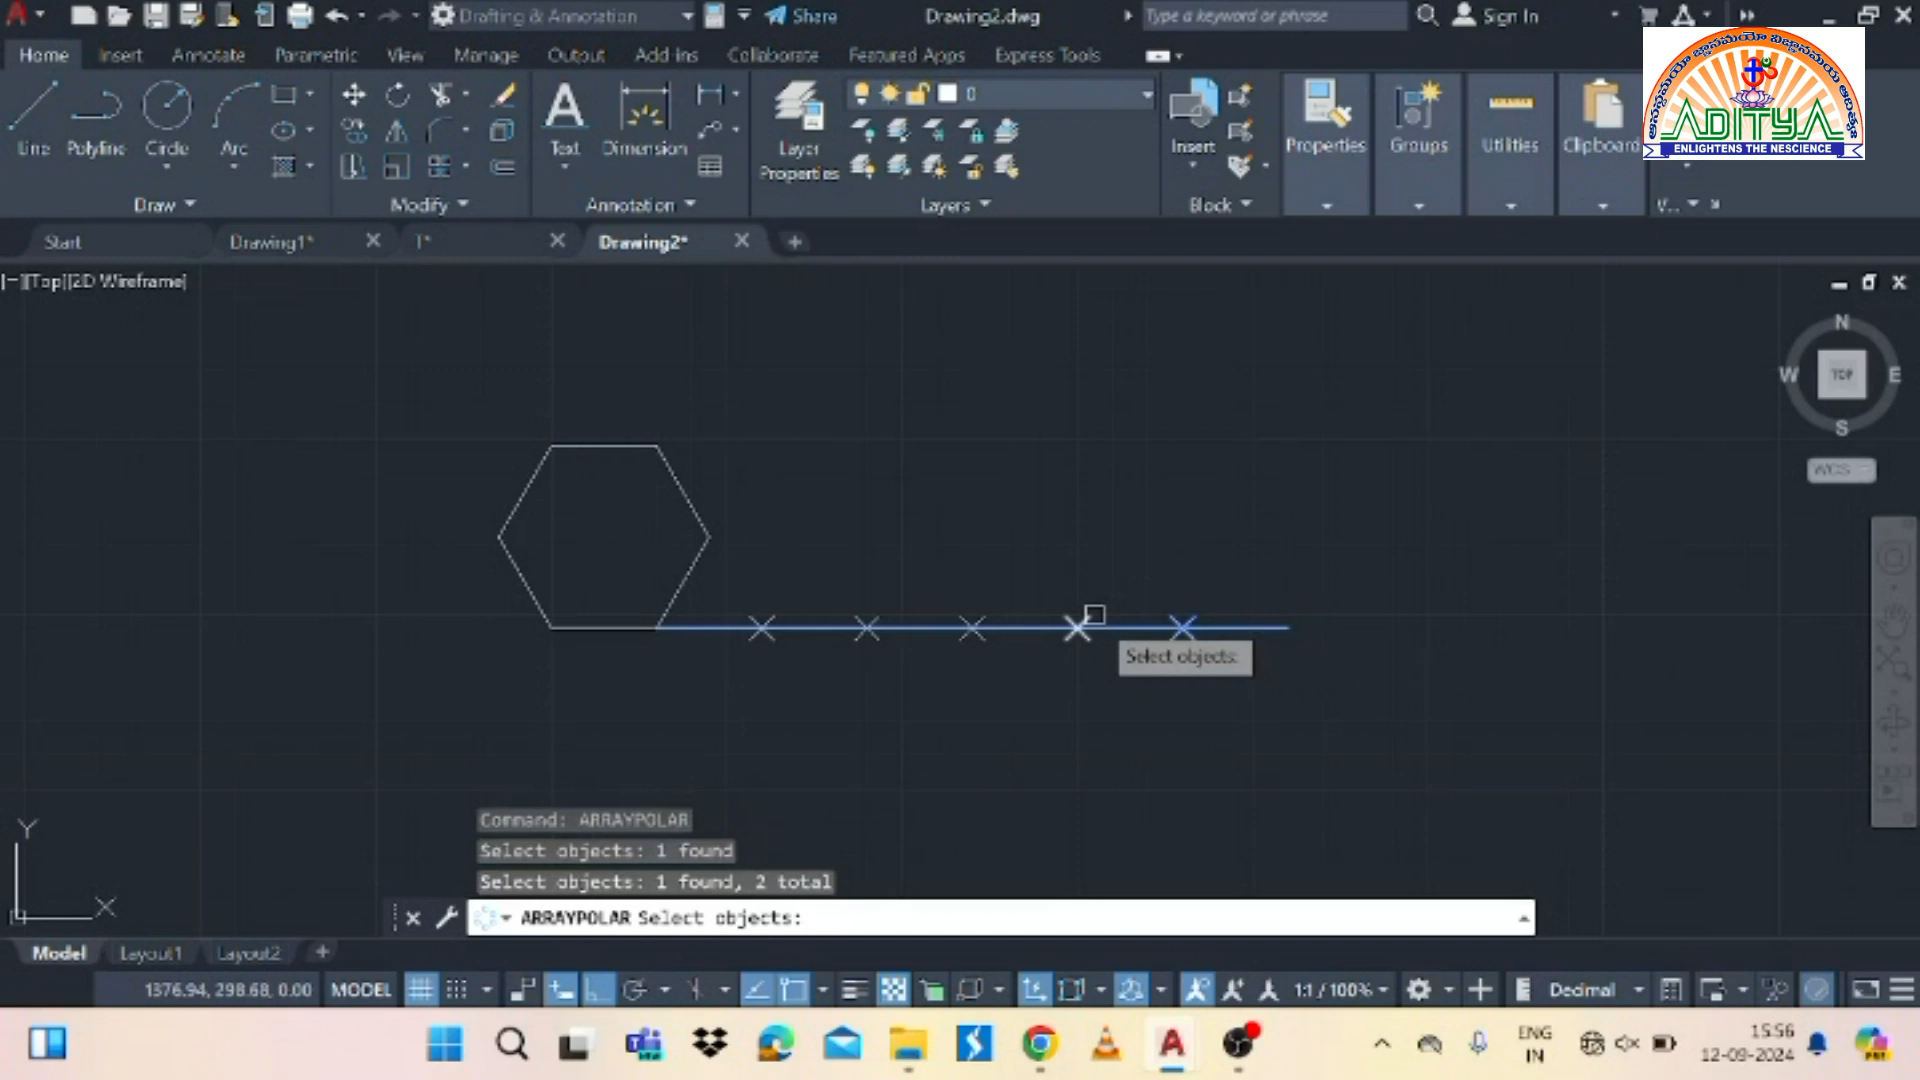 Drafting & Annotation
Share
Drawing2.dwg
Type a keyword or phrase
Sign In
Home Insert Annotate Parametric View Manage Output Add-ins Collaborate Featured Apps Express Tools
ADITYA
ENLIGHTENS THE NESCIENCE
Line Polyline Circle Arc
Text Dimension
Layer Properties
0
Insert
Properties Groups Utilities Clipboard
Draw Modify Annotation Layers Block V...
Start Drawing1* T* Drawing2*
[−][Top][2D Wireframe]
N
W TOP E
S
WCS
Select objects:
Y
X
Command: ARRAYPOLAR
Select objects: 1 found
Select objects: 1 found, 2 total
ARRAYPOLAR Select objects:
Model Layout1 Layout2
1376.94, 298.68, 0.00 MODEL 1:1 / 100% Decimal
ENG
IN
15:56
12-09-2024